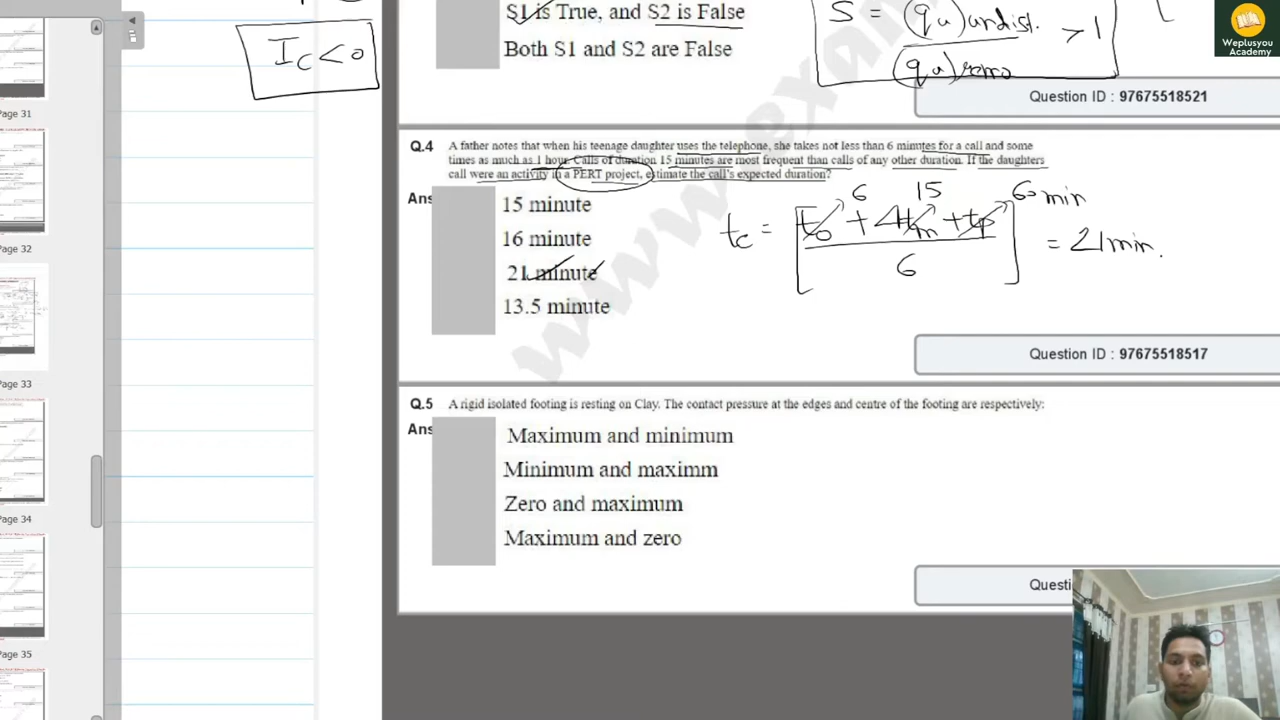 S1 is True, and S2 is False
Both S1 and S2 are False
I_C < 0
S = (qu)undist. / (qu)remo > 1
Weplusyou
Academy
Question ID : 97675518521
Page 31
Q.4 A father notes that when his teenage daughter uses the telephone, she takes not less than 6 minutes for a call and some
times as much as 1 hour. Calls of duration 15 minutes are most frequent than calls of any other duration. If the daughters
call were an activity in a PERT project, estimate the call's expected duration?
Ans
15 minute
16 minute
21 minute
13.5 minute
6 15 60 min
te = [to + 4tm + tp / 6] = 21 min.
Question ID : 97675518517
Page 32
Page 33
Q.5 A rigid isolated footing is resting on Clay. The contact pressure at the edges and centre of the footing are respectively:
Ans
Maximum and minimum
Minimum and maximm
Zero and maximum
Maximum and zero
Questi
Page 34
Page 35
www.exam